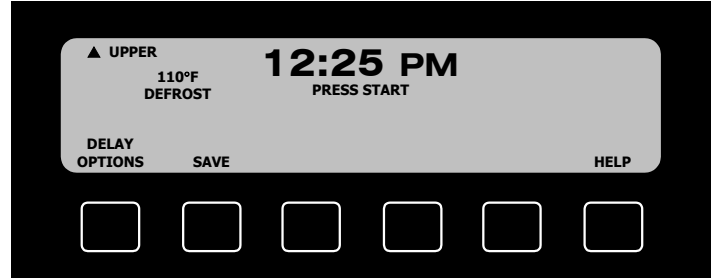 ▲ UPPER
12:25 PM
110°F
DEFROST
PRESS START
DELAY
OPTIONS
SAVE
HELP